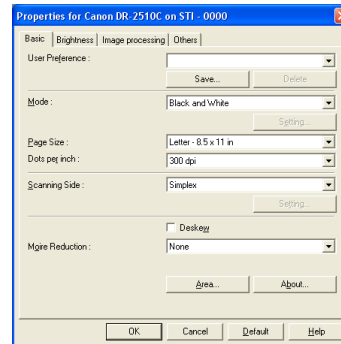 Properties for Canon DR-2510C on STI - 0000
Basic Brightness Image processing Others
User Preference :
Save... Delete
Mode : Black and White
Setting...
Page Size : Letter - 8.5 x 11 in
Dots per inch : 300 dpi
Scanning Side : Simplex
Setting...
Deskew
Moire Reduction : None
Area... About...
OK Cancel Default Help